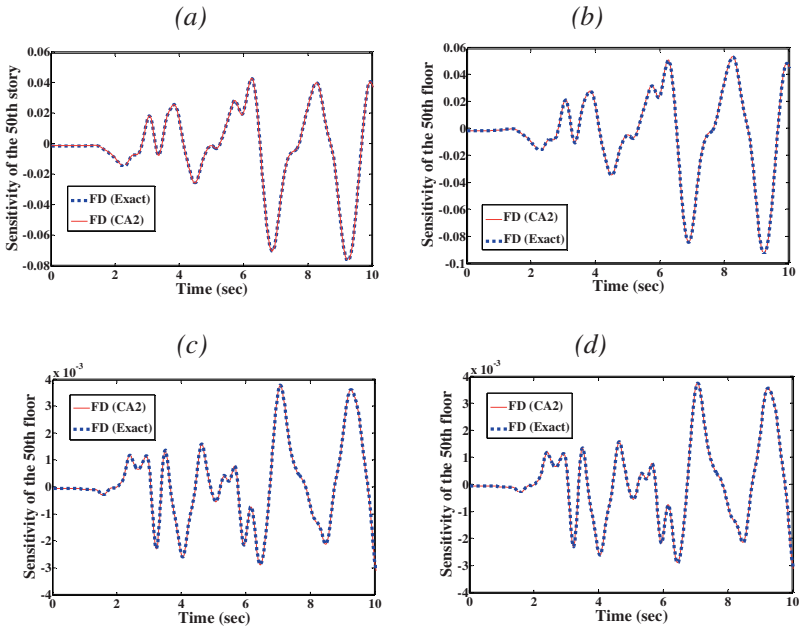 (a)
0.06
0.04
0.02
0
-0.02
-0.04
-0.06
-0.08
Sensitivity of the 50th story
FD (Exact)
FD (CA2)
0 2 4 6 8 10
Time (sec)
(b)
0.06
0.04
0.02
0
-0.02
-0.04
-0.06
-0.08
-0.1
Sensitivity of the 50th floor
FD (CA2)
FD (Exact)
0 2 4 6 8 10
Time (sec)
(c)
x 10-3
4
3
2
1
0
-1
-2
-3
-4
Sensitivity of the 50th floor
FD (CA2)
FD (Exact)
0 2 4 6 8 10
Time (sec)
(d)
x 10-3
4
3
2
1
0
-1
-2
-3
-4
Sensitivity of the 50th floor
FD (CA2)
FD (Exact)
0 2 4 6 8 10
Time (sec)